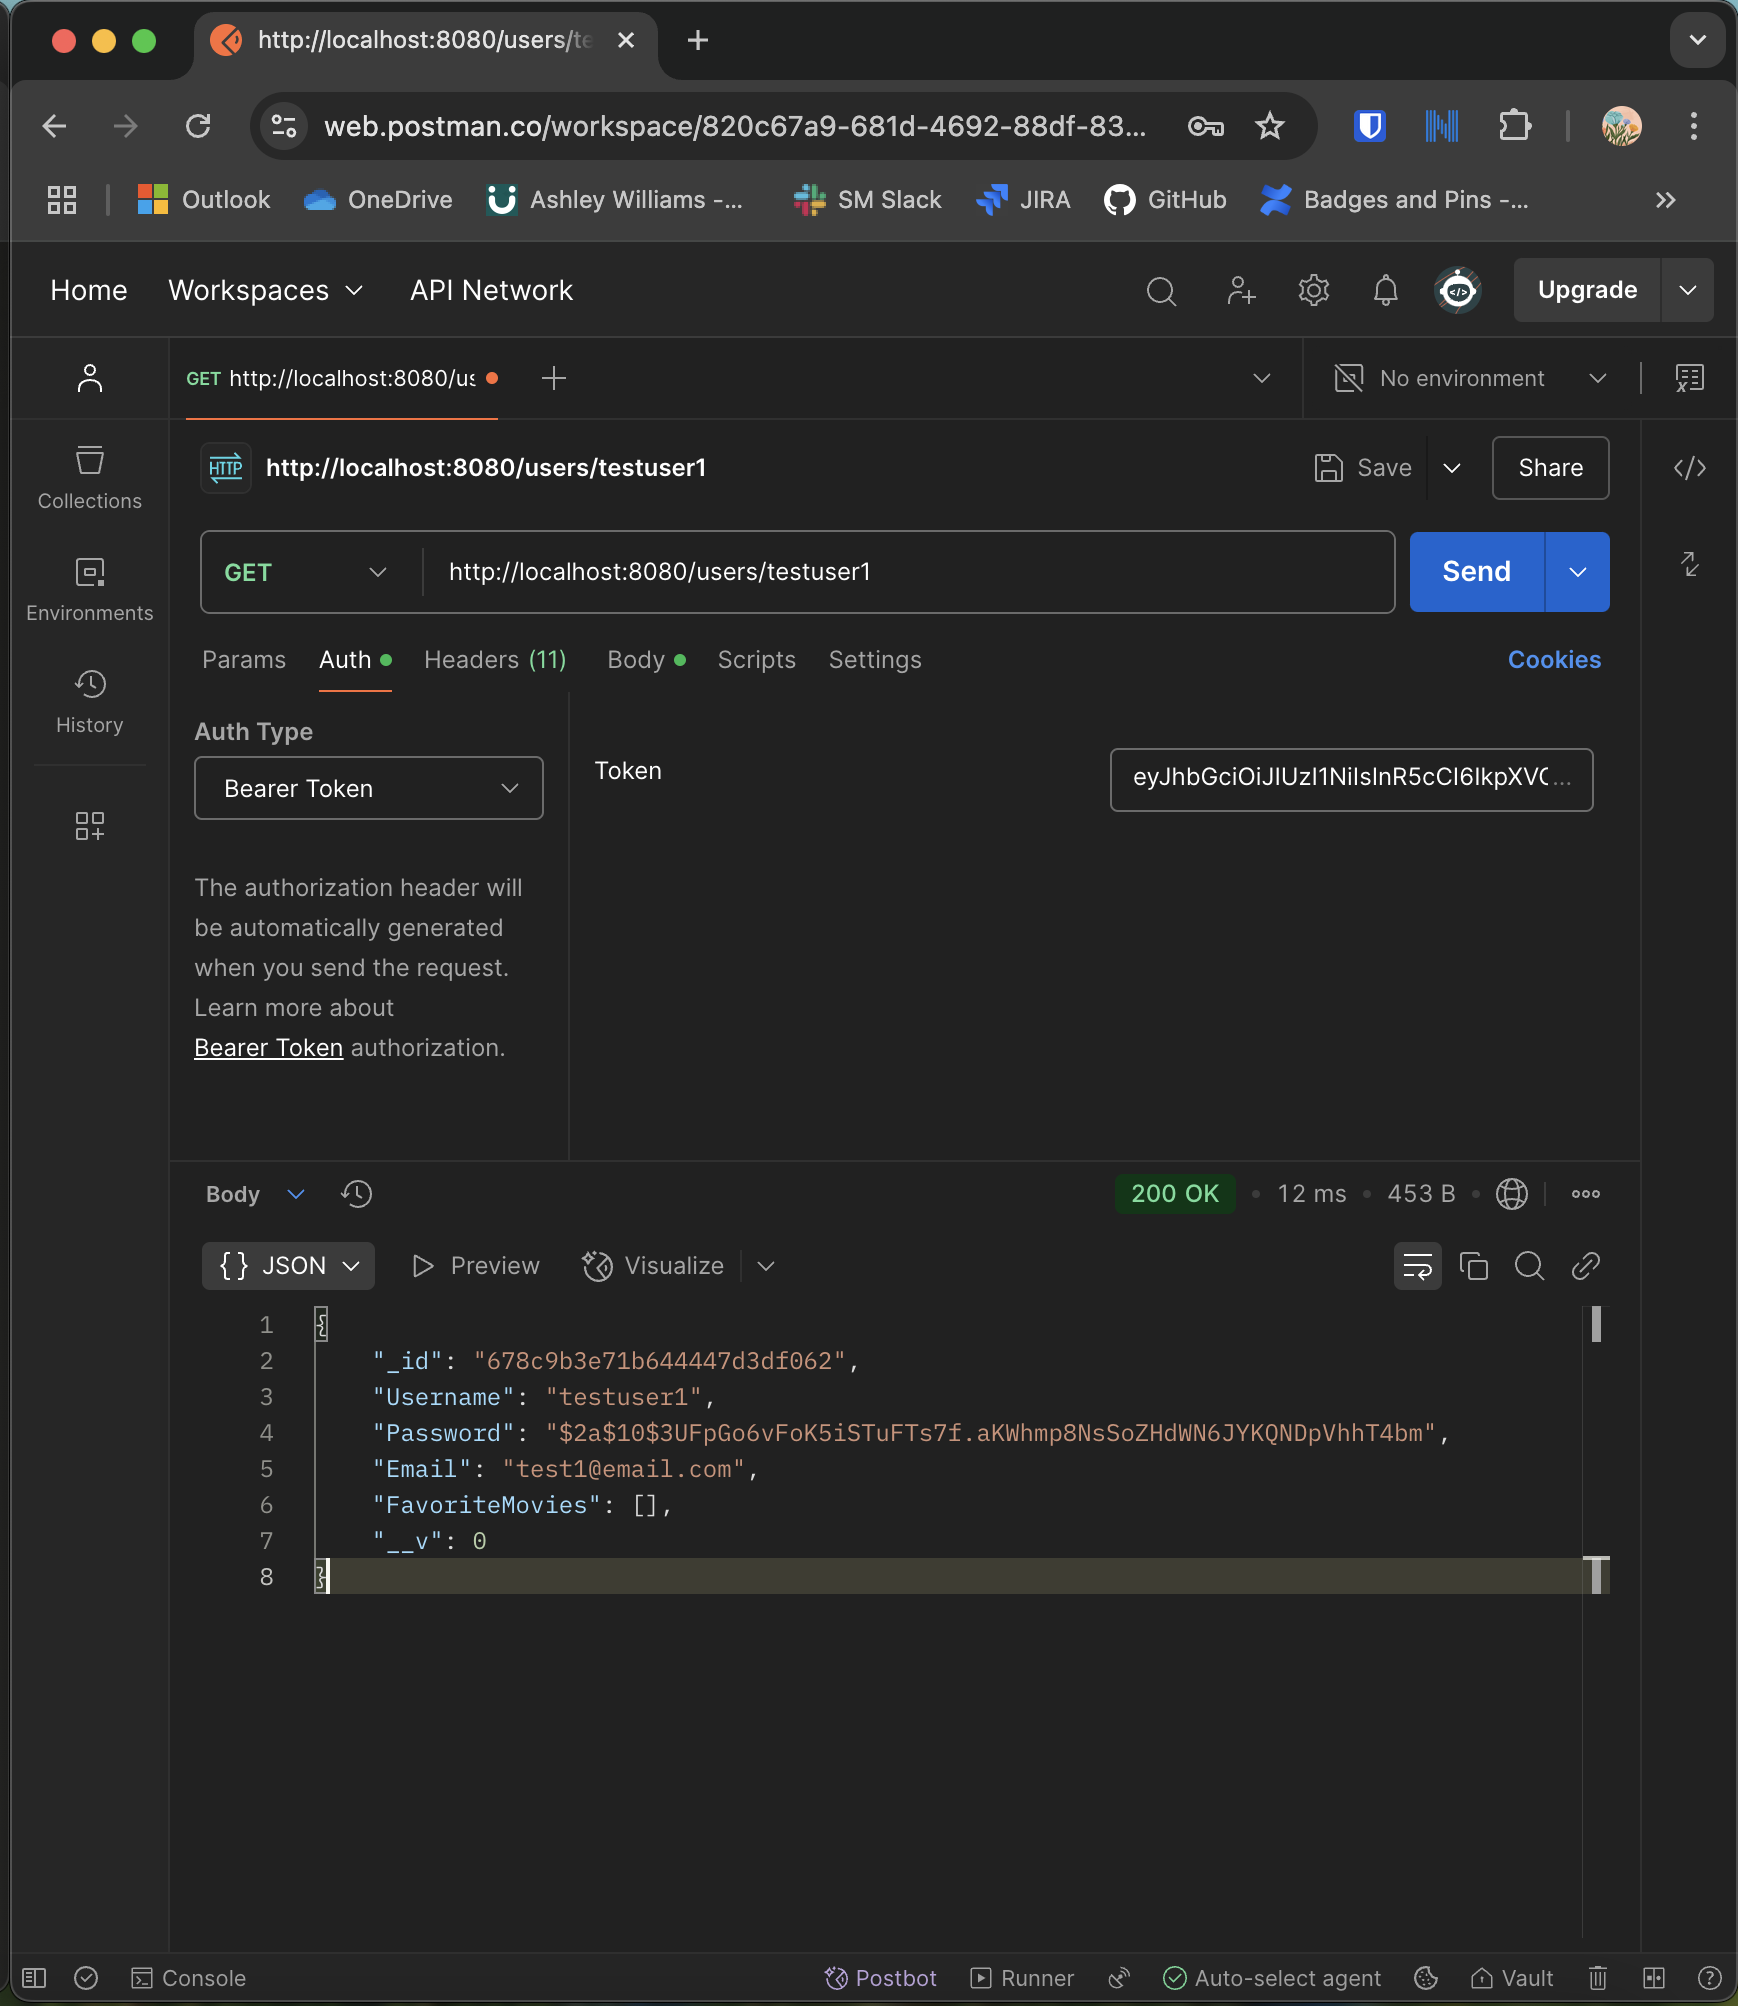 http://localhost:8080/users/te
web.postman.co/workspace/820c67a9-681d-4692-88df-83...
Outlook
OneDrive
Ashley Williams -...
SM Slack
JIRA
GitHub
Badges and Pins -...
Home
Workspaces
API Network
Upgrade
GET http://localhost:8080/us
No environment
HTTP
http://localhost:8080/users/testuser1
Save
Share
Collections
Environments
History
GET
http://localhost:8080/users/testuser1
Send
Params
Auth
Headers (11)
Body
Scripts
Settings
Cookies
Auth Type
Bearer Token
Token
eyJhbGciOiJIUzI1NiIsInR5cCI6IkpXVC...
The authorization header will
be automatically generated
when you send the request.
Learn more about
Bearer Token authorization.
Body
200 OK
12 ms
453 B
{} JSON
Preview
Visualize
1 {
2 "_id": "678c9b3e71b644447d3df062",
3 "Username": "testuser1",
4 "Password": "$2a$10$3UFpGo6vFoK5iSTuFTs7f.aKWhmp8NsSoZHdWN6JYKQNDpVhhT4bm",
5 "Email": "test1@email.com",
6 "FavoriteMovies": [],
7 "__v": 0
8 }
Console
Postbot
Runner
Auto-select agent
Vault